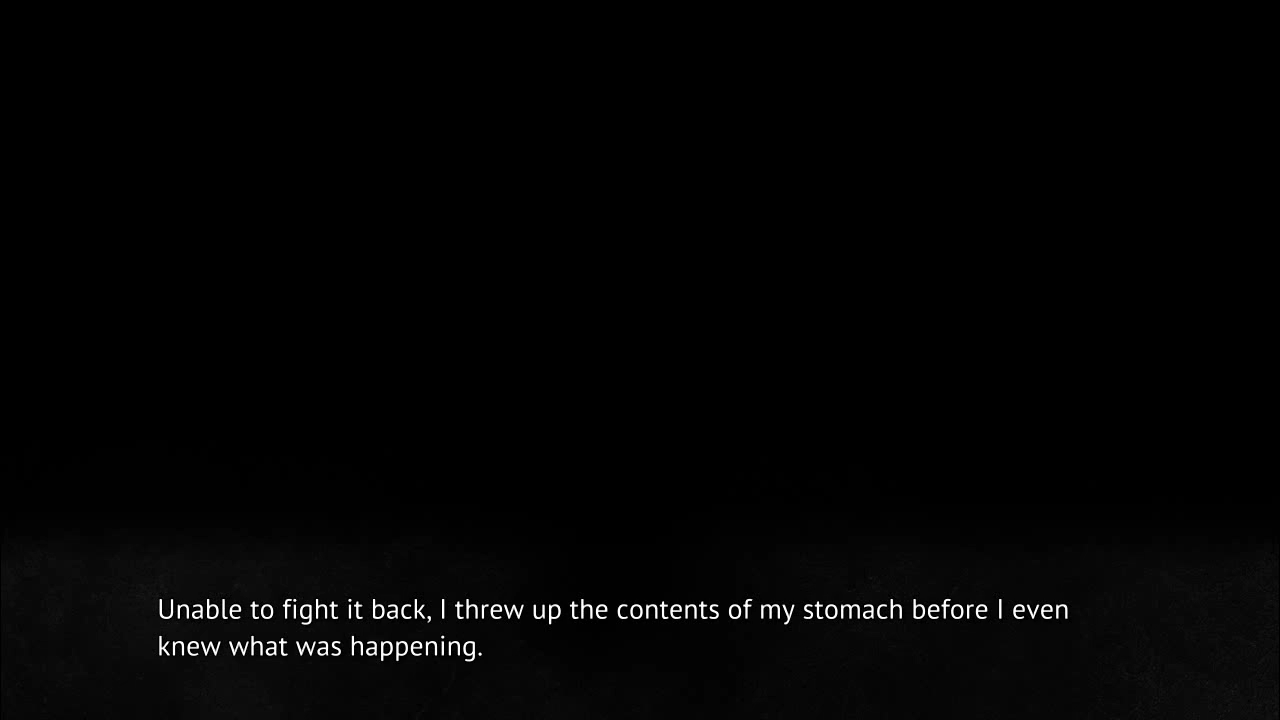 Unable to fight it back, I threw up the contents of my stomach before I even
knew what was happening.